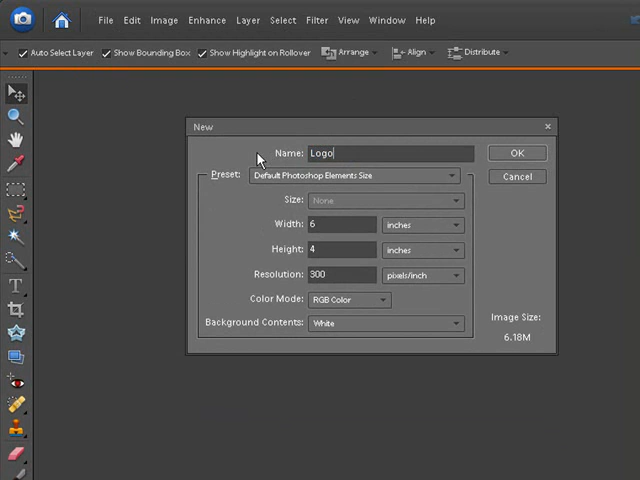 File Edit Image Enhance Layer Select Filter View Window Help
Auto Select Layer Show Bounding Box Show Highlight on Rollover Arrange Align Distribute
New
Name: Logo OK
Preset: Default Photoshop Elements Size Cancel
Size: None
Width: 6 inches
Height: 4 inches
Resolution: 300 pixels/inch
Color Mode: RGB Color
Image Size:
Background Contents: White
6.18M
T